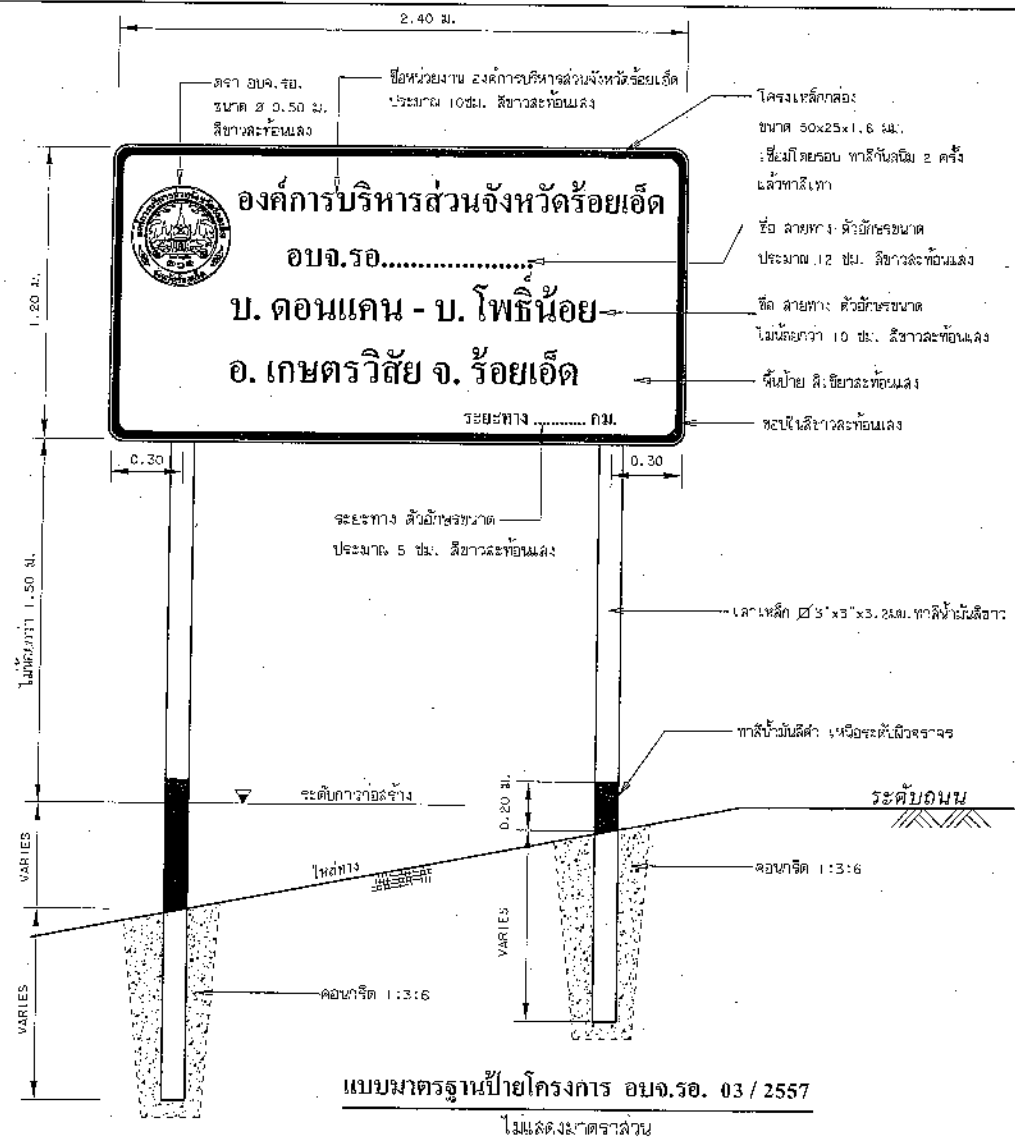 2.40 ม.
ตรา อบจ.รอ.
ขนาด Ø 0.50 ม.
สีขาวสะท้อนแสง
ชื่อหน่วยงาน องค์การบริหารส่วนจังหวัดร้อยเอ็ด
ประมาณ 10ซม. สีขาวสะท้อนแสง
โครงเหล็กกล่อง
ขนาด 50x25x1.6 มม.
เชื่อมโดยรอบ ทาสีกันสนิม 2 ครั้ง
แล้วทาสีเทา
องค์การบริหารส่วนจังหวัดร้อยเอ็ด
อบจ.รอ......................
บ. ดอนแคน - บ. โพธิ์น้อย
อ. เกษตรวิสัย จ. ร้อยเอ็ด
ระยะทาง ........... กม.
ชื่อ สายทาง ตัวอักษรขนาด
ประมาณ 12 ซม. สีขาวสะท้อนแสง
ชื่อ สายทาง ตัวอักษรขนาด
ไม่น้อยกว่า 10 ซม. สีขาวสะท้อนแสง
พื้นป้าย สีเขียวสะท้อนแสง
ขอบในสีขาวสะท้อนแสง
1.20 ม.
0.30
0.30
ระยะทาง ตัวอักษรขนาด
ประมาณ 5 ซม. สีขาวสะท้อนแสง
ไม่น้อยกว่า 1.50 ม.
เสาเหล็ก 3"x3"x3.2มม.ทาสีน้ำมันสีขาว
ทาสีน้ำมันสีดำ เหนือระดับผิวจราจร
ระดับการก่อสร้าง
0.20 ม.
ระดับถนน
VARIES
ไหล่ทาง
คอนกรีต 1:3:6
VARIES
VARIES
คอนกรีต 1:3:6
แบบมาตรฐานป้ายโครงการ อบจ.รอ. 03 / 2557
ไม่แสดงมาตราส่วน